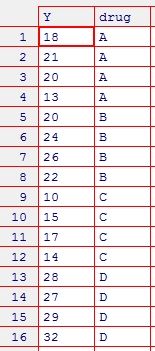 Y drug
1 18 A
2 21 A
3 20 A
4 13 A
5 20 B
6 24 B
7 26 B
8 22 B
9 10 C
10 15 C
11 17 C
12 14 C
13 28 D
14 27 D
15 29 D
16 32 D